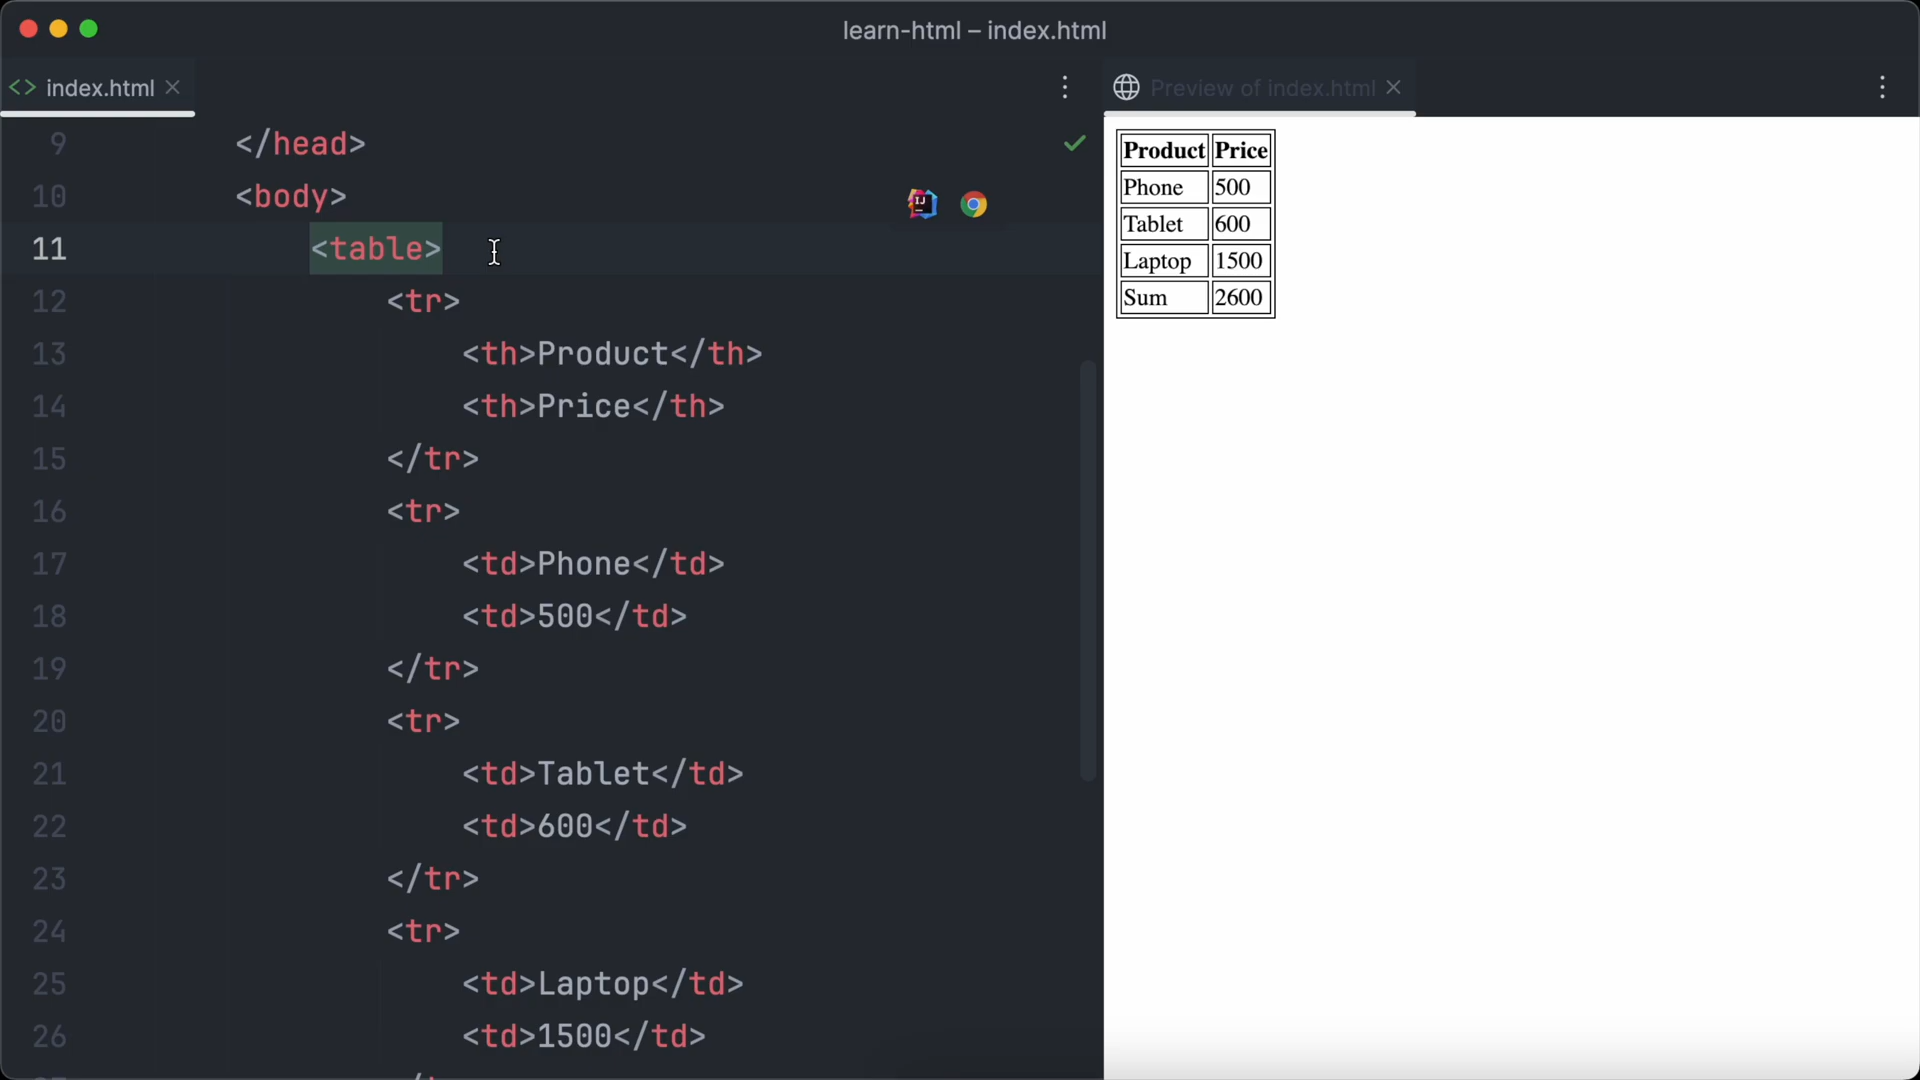 learn-html – index.html
<> index.html
Preview of index.html
9 </head>
10 <body>
11 <table>
12 <tr>
13 <th>Product</th>
14 <th>Price</th>
15 </tr>
16 <tr>
17 <td>Phone</td>
18 <td>500</td>
19 </tr>
20 <tr>
21 <td>Tablet</td>
22 <td>600</td>
23 </tr>
24 <tr>
25 <td>Laptop</td>
26 <td>1500</td>
Product Price
Phone 500
Tablet 600
Laptop 1500
Sum 2600
IJ